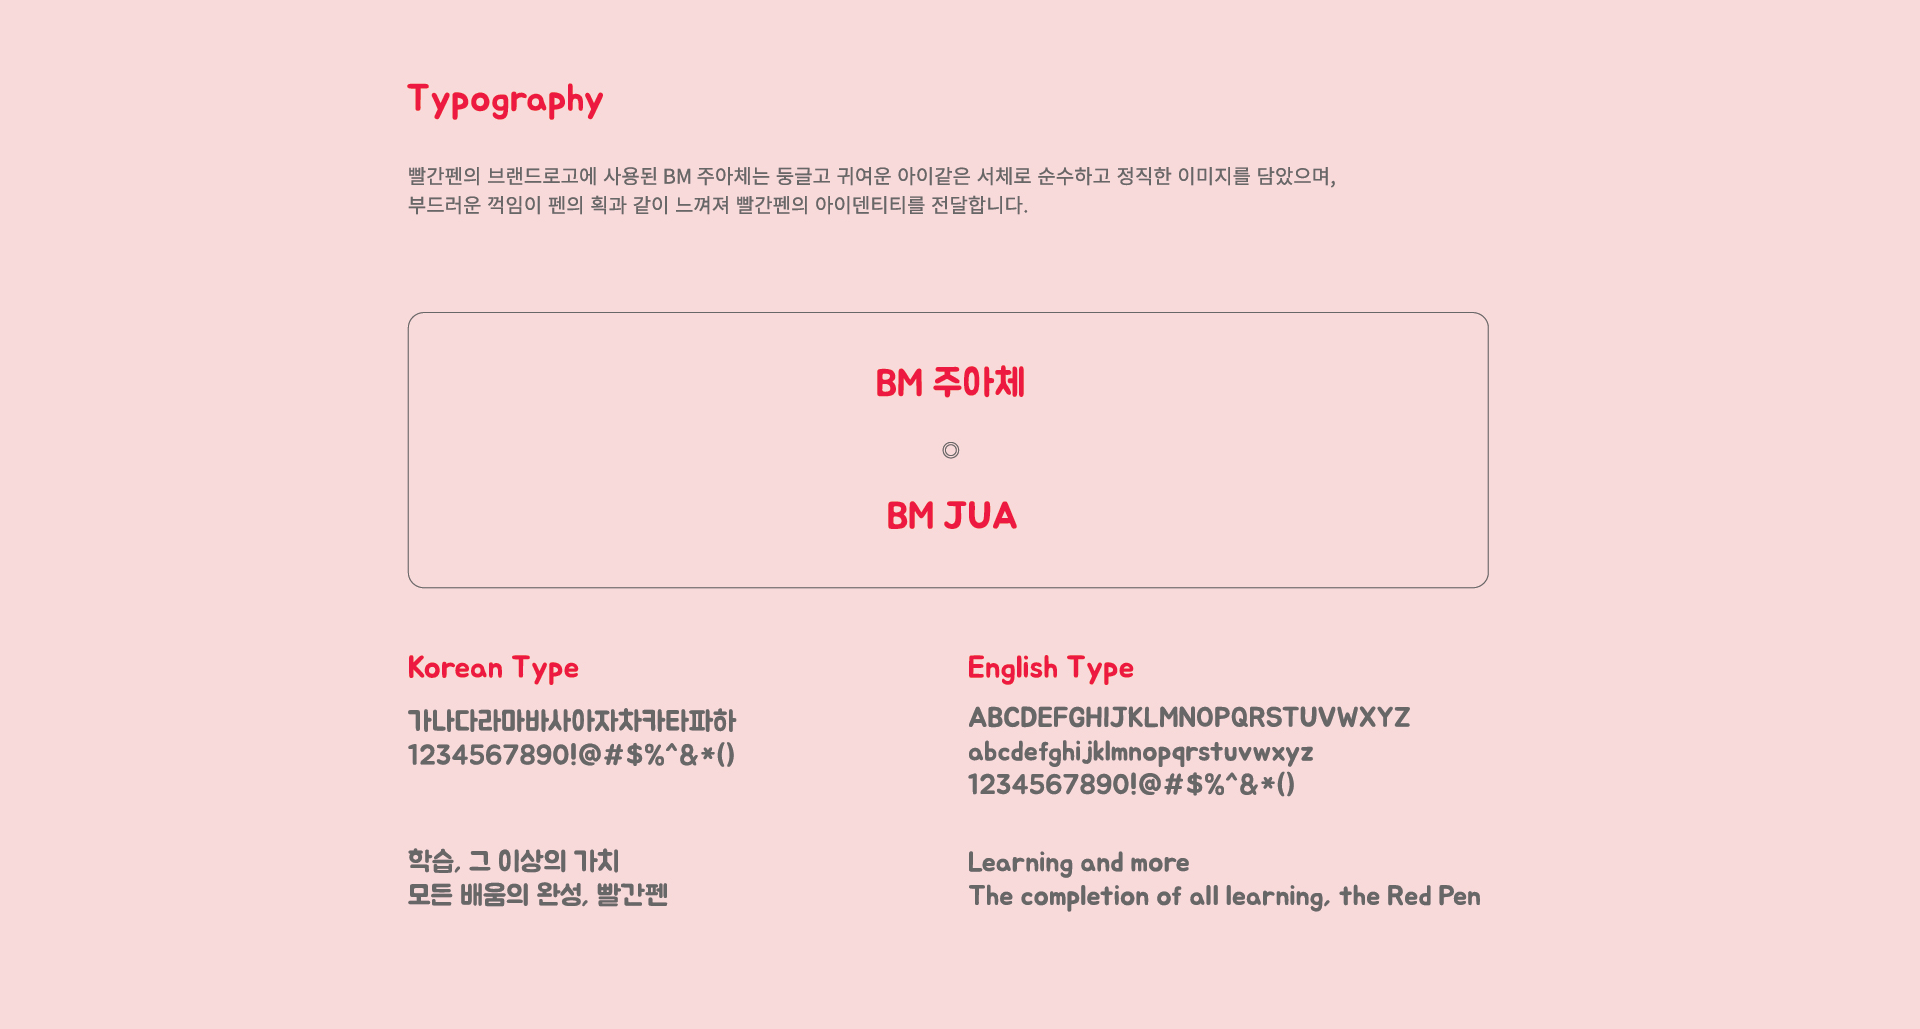 Typography
빨간펜의 브랜드로고에 사용된 BM 주아체는 둥글고 귀여운 아이같은 서체로 순수하고 정직한 이미지를 담았으며,
부드러운 꺽임이 펜의 획과 같이 느껴져 빨간펜의 아이덴티티를 전달합니다.
BM 주아체
◎
BM JUA
Korean Type
가나다라마바사아자차카타파하
1234567890!@#$%^&*()
학습, 그 이상의 가치
모든 배움의 완성, 빨간펜
English Type
ABCDEFGHIJKLMNOPQRSTUVWXYZ
abcdefghijklmnopqrstuvwxyz
1234567890!@#$%^&*()
Learning and more
The completion of all learning, the Red Pen